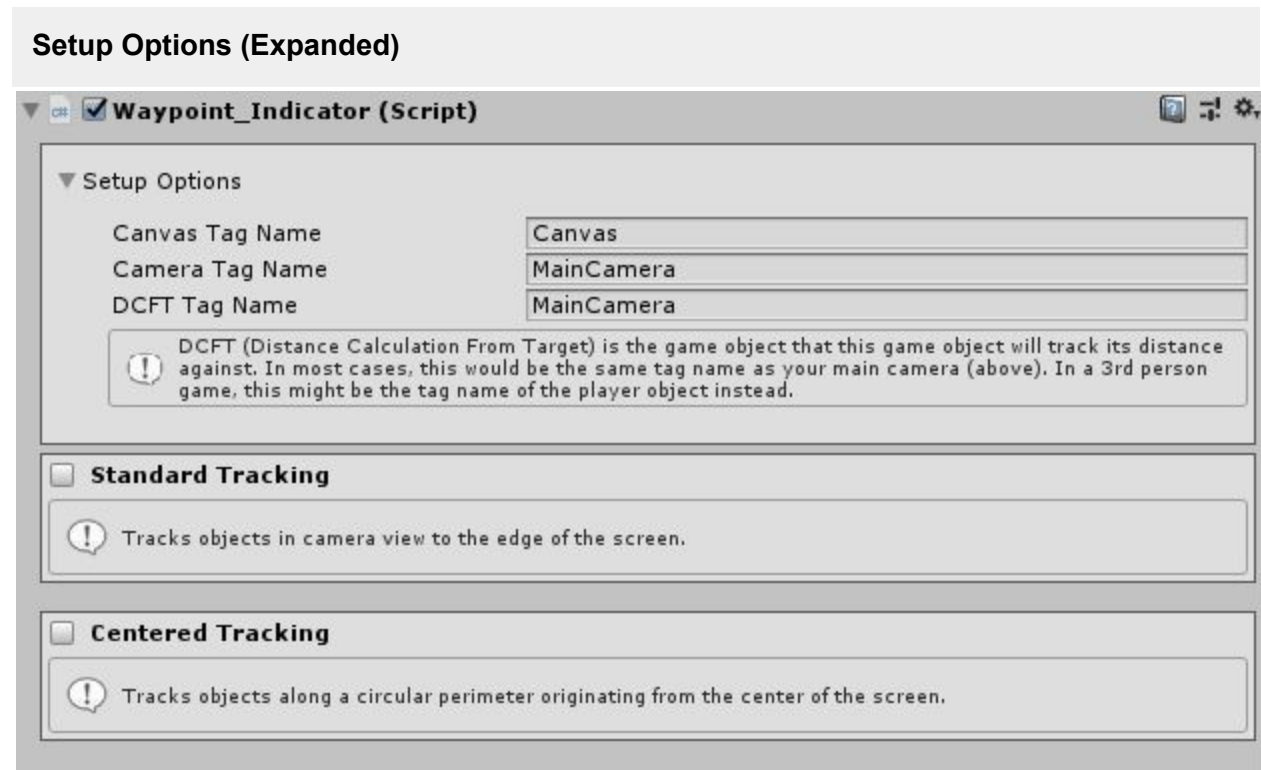 Setup Options (Expanded)
C# Waypoint_Indicator (Script)
Setup Options
Canvas Tag Name Canvas
Camera Tag Name MainCamera
DCFT Tag Name MainCamera
DCFT (Distance Calculation From Target) is the game object that this game object will track its distance
against. In most cases, this would be the same tag name as your main camera (above). In a 3rd person
game, this might be the tag name of the player object instead.
Standard Tracking
Tracks objects in camera view to the edge of the screen.
Centered Tracking
Tracks objects along a circular perimeter originating from the center of the screen.